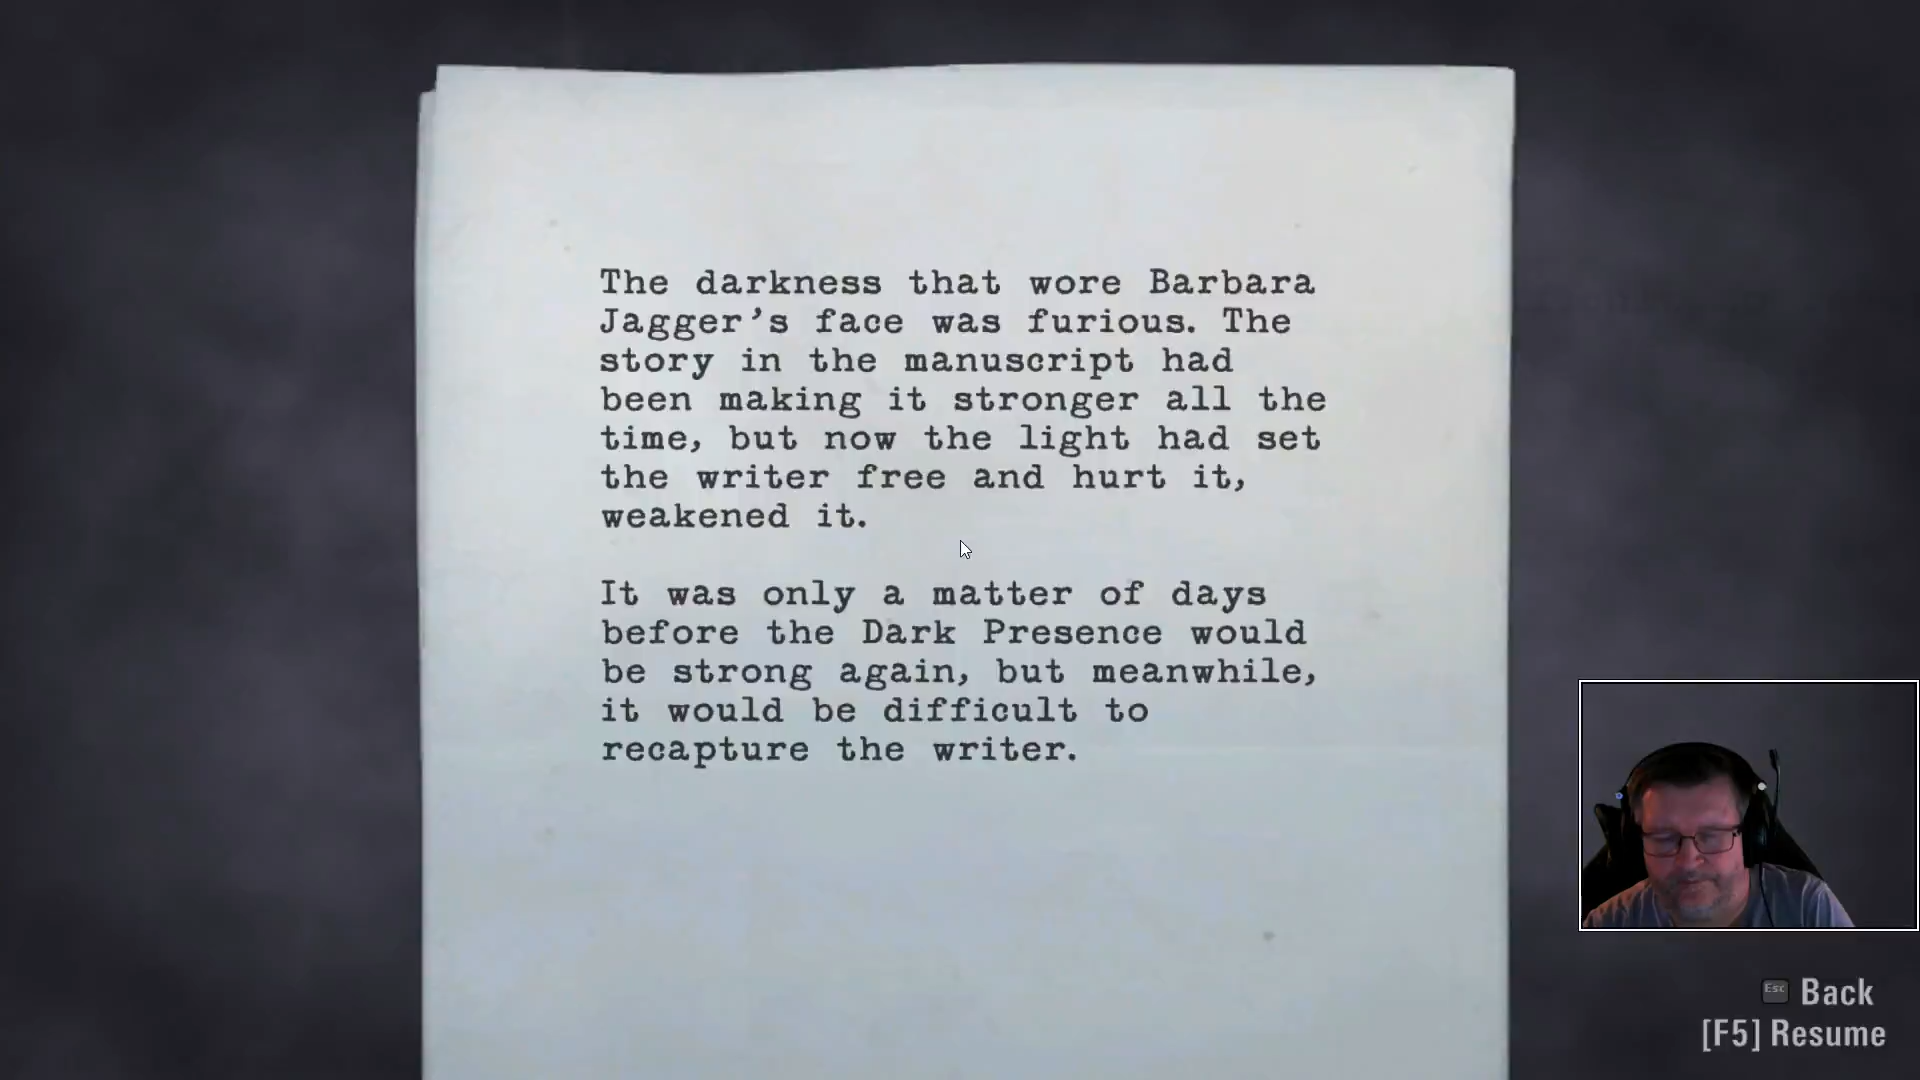 The darkness that wore Barbara
Jagger's face was furious. The
story in the manuscript had
been making it stronger all the
time, but now the light had set
the writer free and hurt it,
weakened it.
It was only a matter of days
before the Dark Presence would
be strong again, but meanwhile,
it would be difficult to
recapture the writer.
Esc Back
[F5] Resume